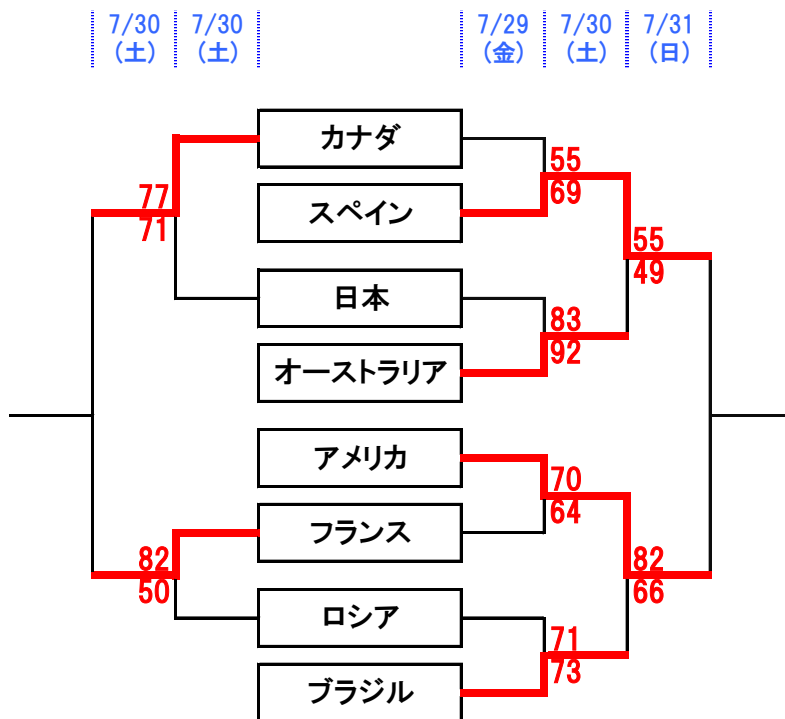 7/30 7/30 7/29 7/30 7/31
(土) (土) (金) (土) (日)
カナダ
55
77
スペイン
69
71
55
日本
49
83
オーストラリア
92
アメリカ
70
フランス
64
82
82
50
ロシア
66
71
ブラジル
73